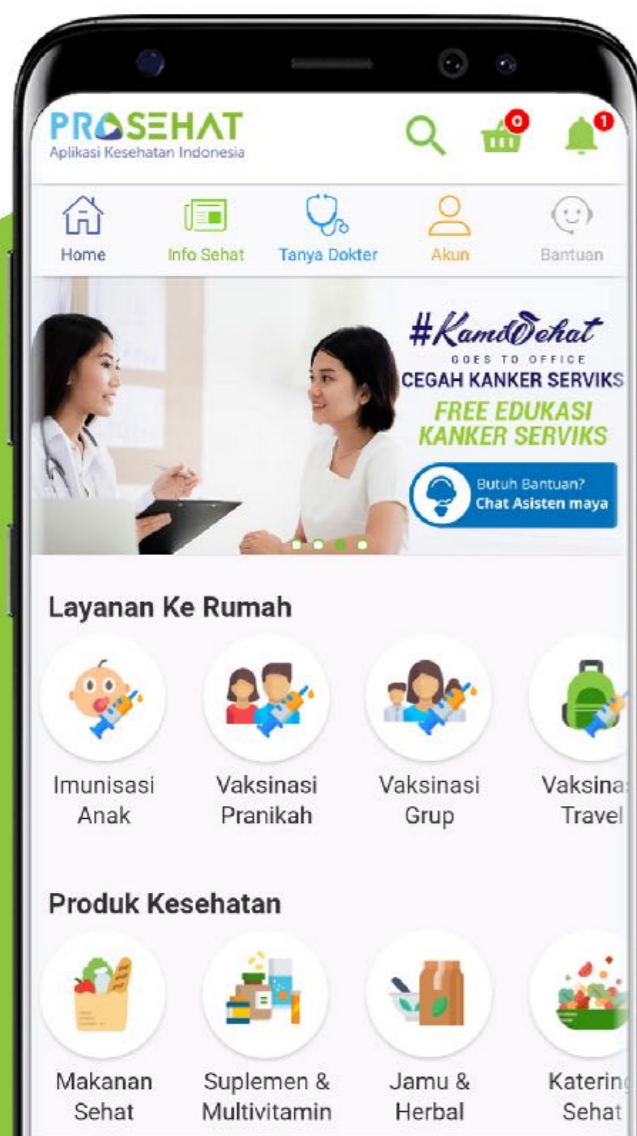 PROSEHAT
Aplikasi Kesehatan Indonesia
0
1
Home
Info Sehat
Tanya Dokter
Akun
Bantuan
#KamiSehat
GOES TO OFFICE
CEGAH KANKER SERVIKS
FREE EDUKASI
KANKER SERVIKS
Butuh Bantuan?
Chat Asisten maya
Layanan Ke Rumah
Imunisasi
Anak
Vaksinasi
Pranikah
Vaksinasi
Grup
Vaksinas
Travel
Produk Kesehatan
Makanan
Sehat
Suplemen &
Multivitamin
Jamu &
Herbal
Katering
Sehat